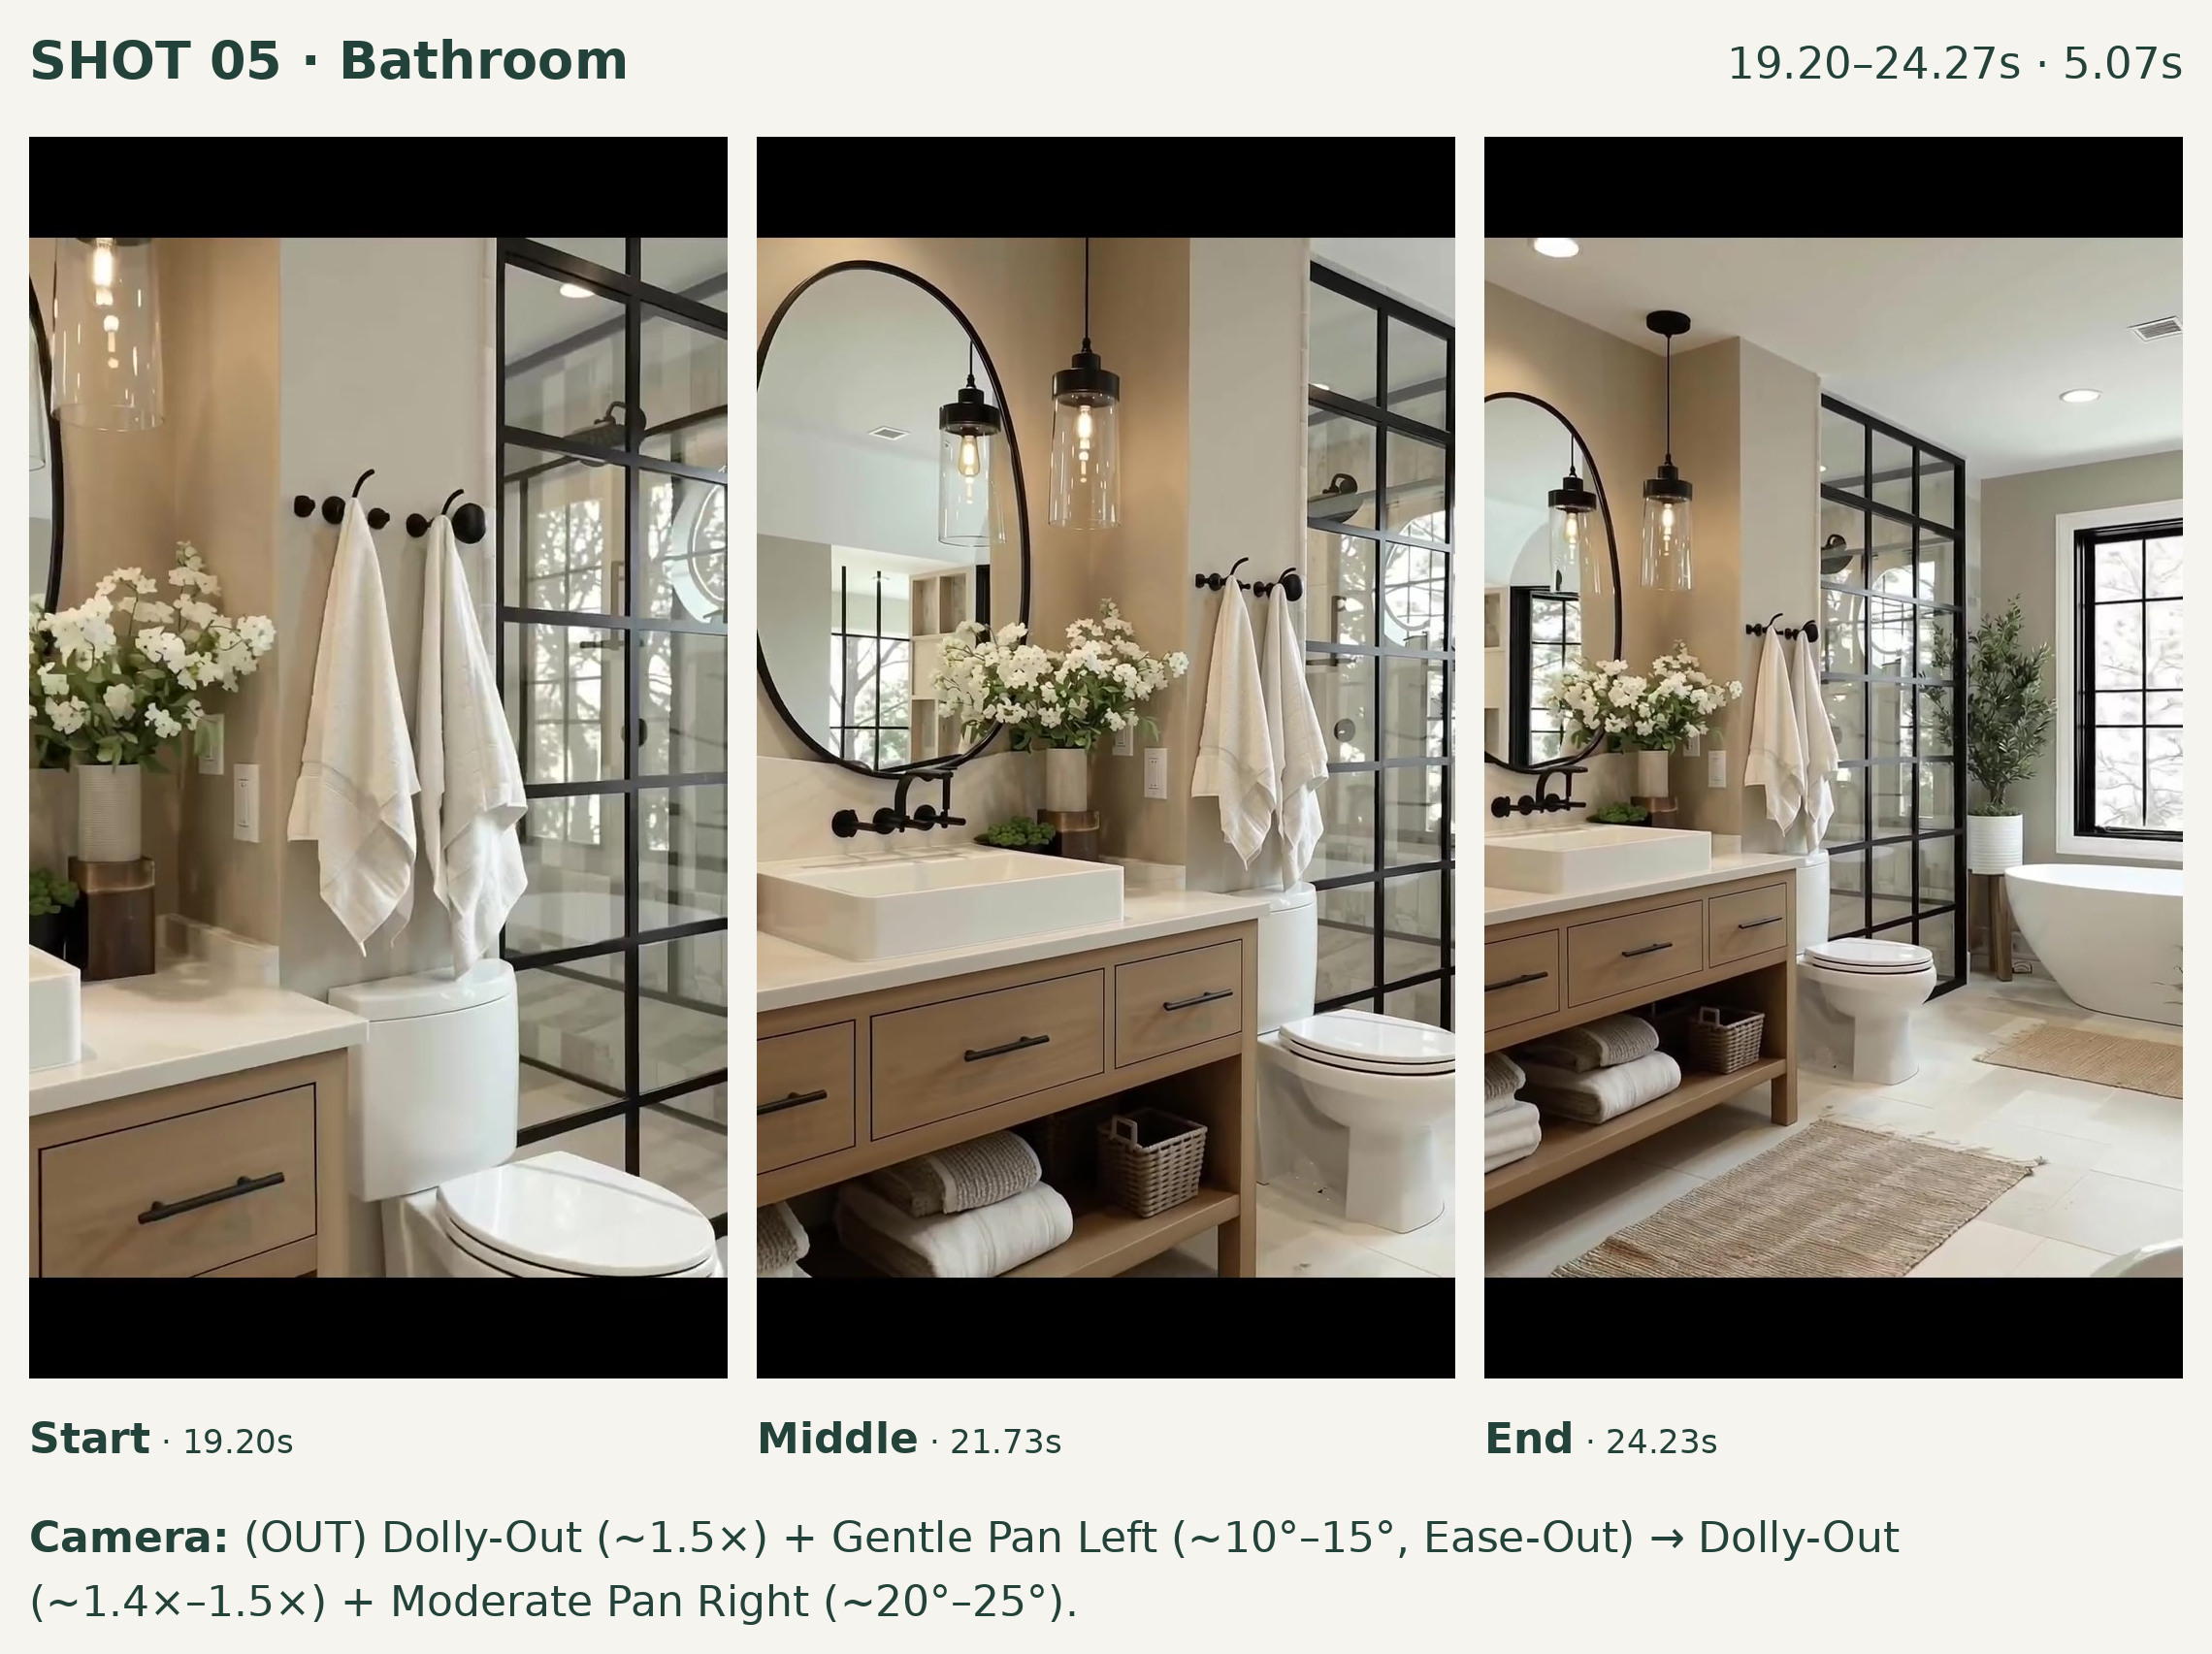 SHOT 05 · Bathroom
19.20–24.27s · 5.07s
Start · 19.20s
Middle · 21.73s
End · 24.23s
Camera: (OUT) Dolly-Out (~1.5×) + Gentle Pan Left (~10°–15°, Ease-Out) → Dolly-Out
(~1.4×–1.5×) + Moderate Pan Right (~20°–25°).